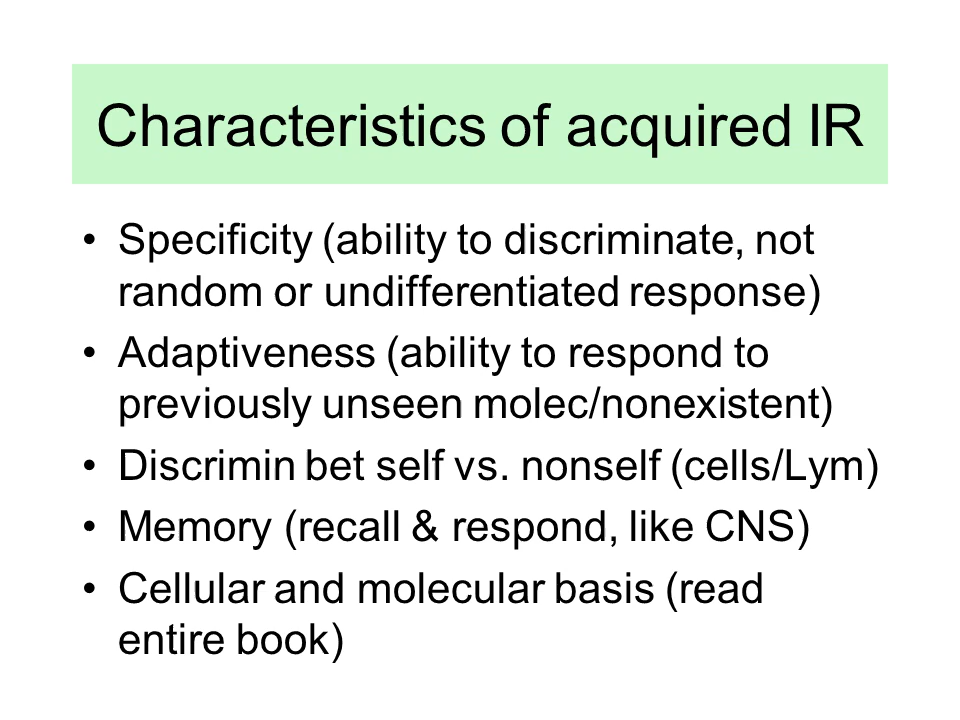 Characteristics of acquired IR
• Specificity (ability to discriminate, not
random or undifferentiated response)
• Adaptiveness (ability to respond to
previously unseen molec/nonexistent)
• Discrimin bet self vs. nonself (cells/Lym)
• Memory (recall & respond, like CNS)
• Cellular and molecular basis (read
entire book)